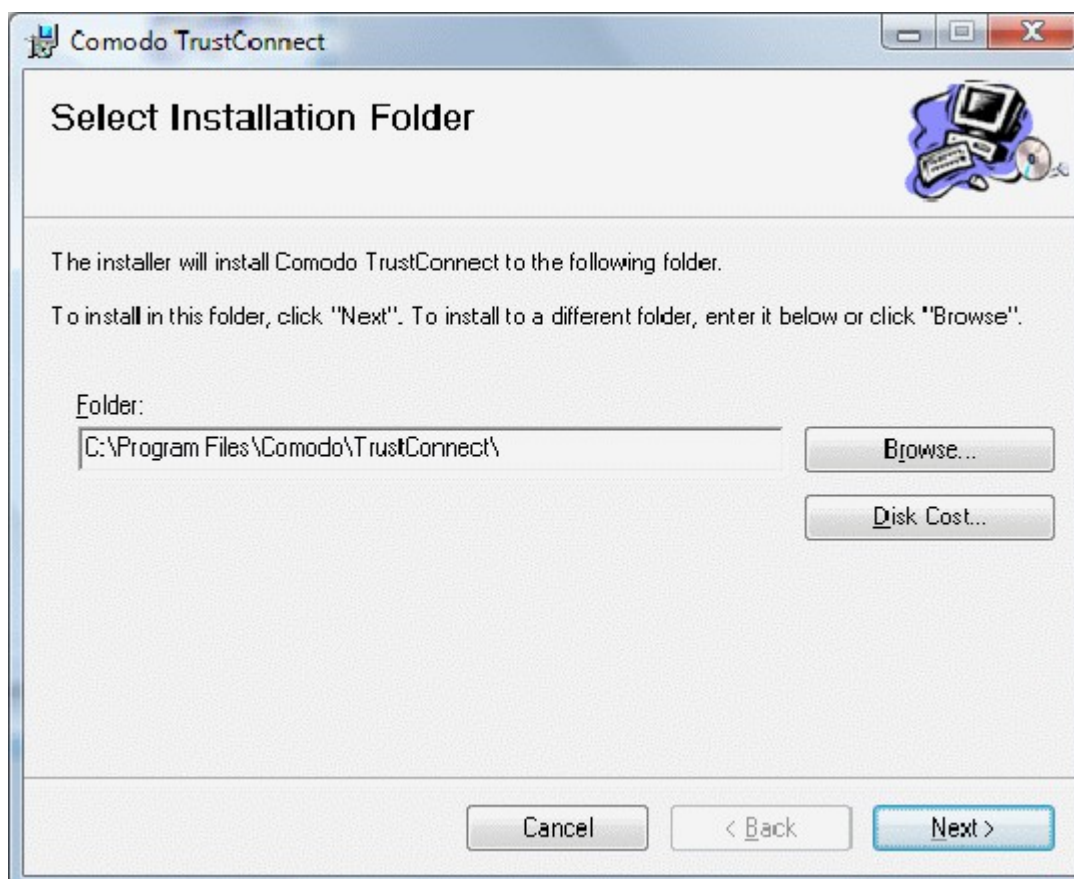 Comodo TrustConnect
Select Installation Folder
The installer will install Comodo TrustConnect to the following folder.
To install in this folder, click "Next". To install to a different folder, enter it below or click "Browse".
Folder:
C:\Program Files\Comodo\TrustConnect\
Browse...
Disk Cost...
Cancel
< Back
Next >